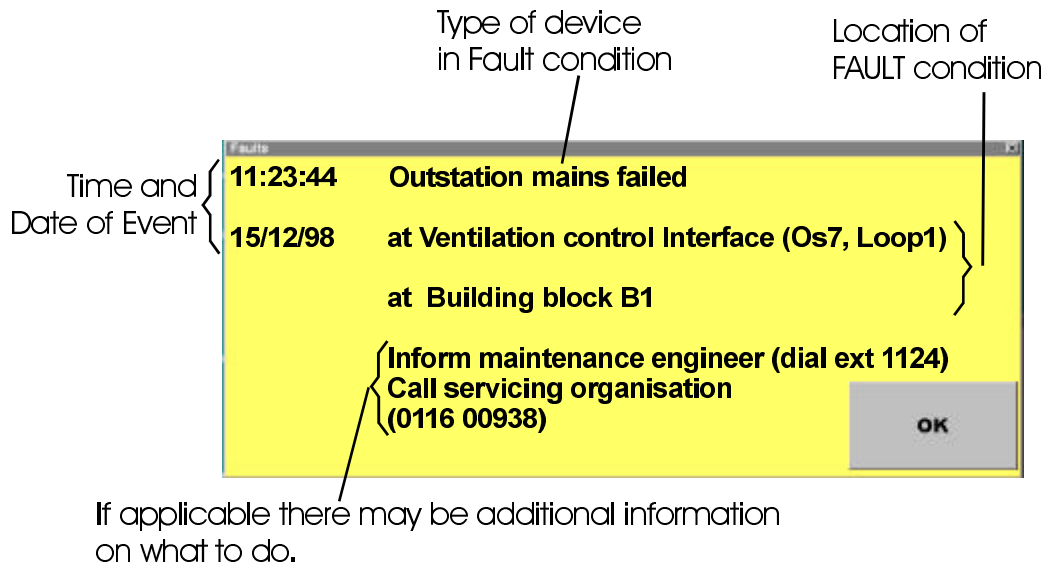 Type of device
in Fault condition
Location of
FAULT condition
Faults
Time and
Date of Event
11:23:44 Outstation mains failed
15/12/98 at Ventilation control Interface (Os7, Loop1)
at Building block B1
Inform maintenance engineer (dial ext 1124)
Call servicing organisation
(0116 00938)
OK
If applicable there may be additional information
on what to do.